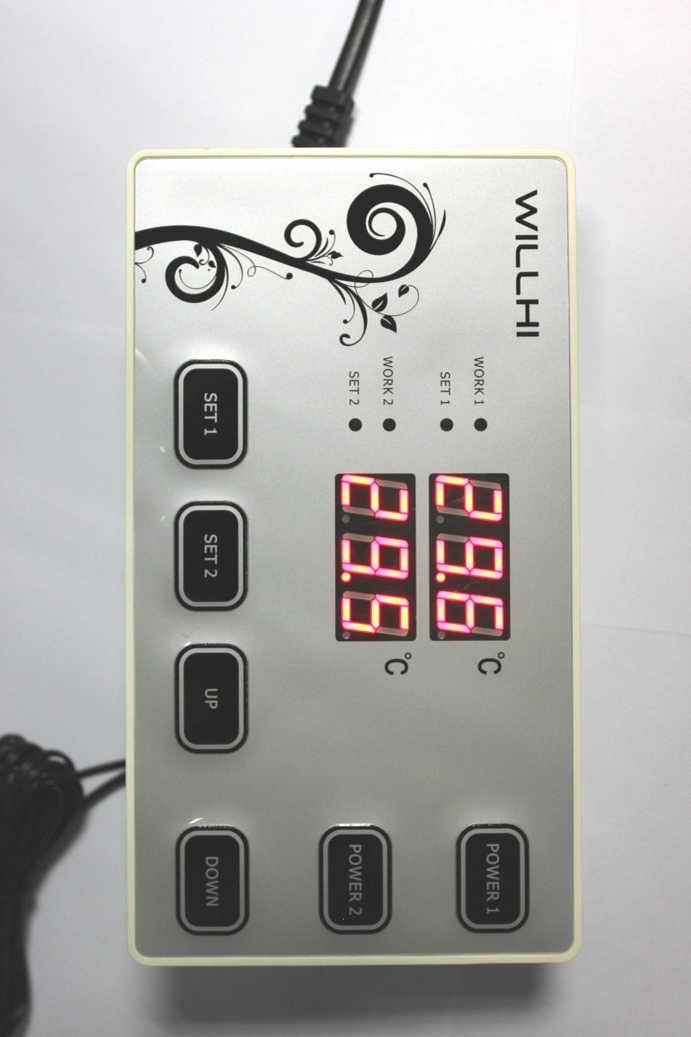 WILLHI
WORK 1
SET 1
29.6 °C
WORK 2
SET 2
29.5 °C
POWER 1
POWER 2
SET 1
SET 2
UP
DOWN